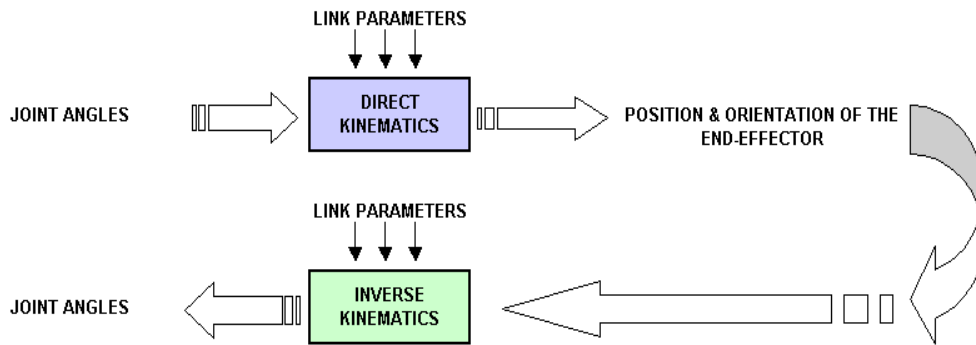 LINK PARAMETERS
JOINT ANGLES
DIRECT
KINEMATICS
POSITION & ORIENTATION OF THE
END-EFFECTOR
LINK PARAMETERS
JOINT ANGLES
INVERSE
KINEMATICS